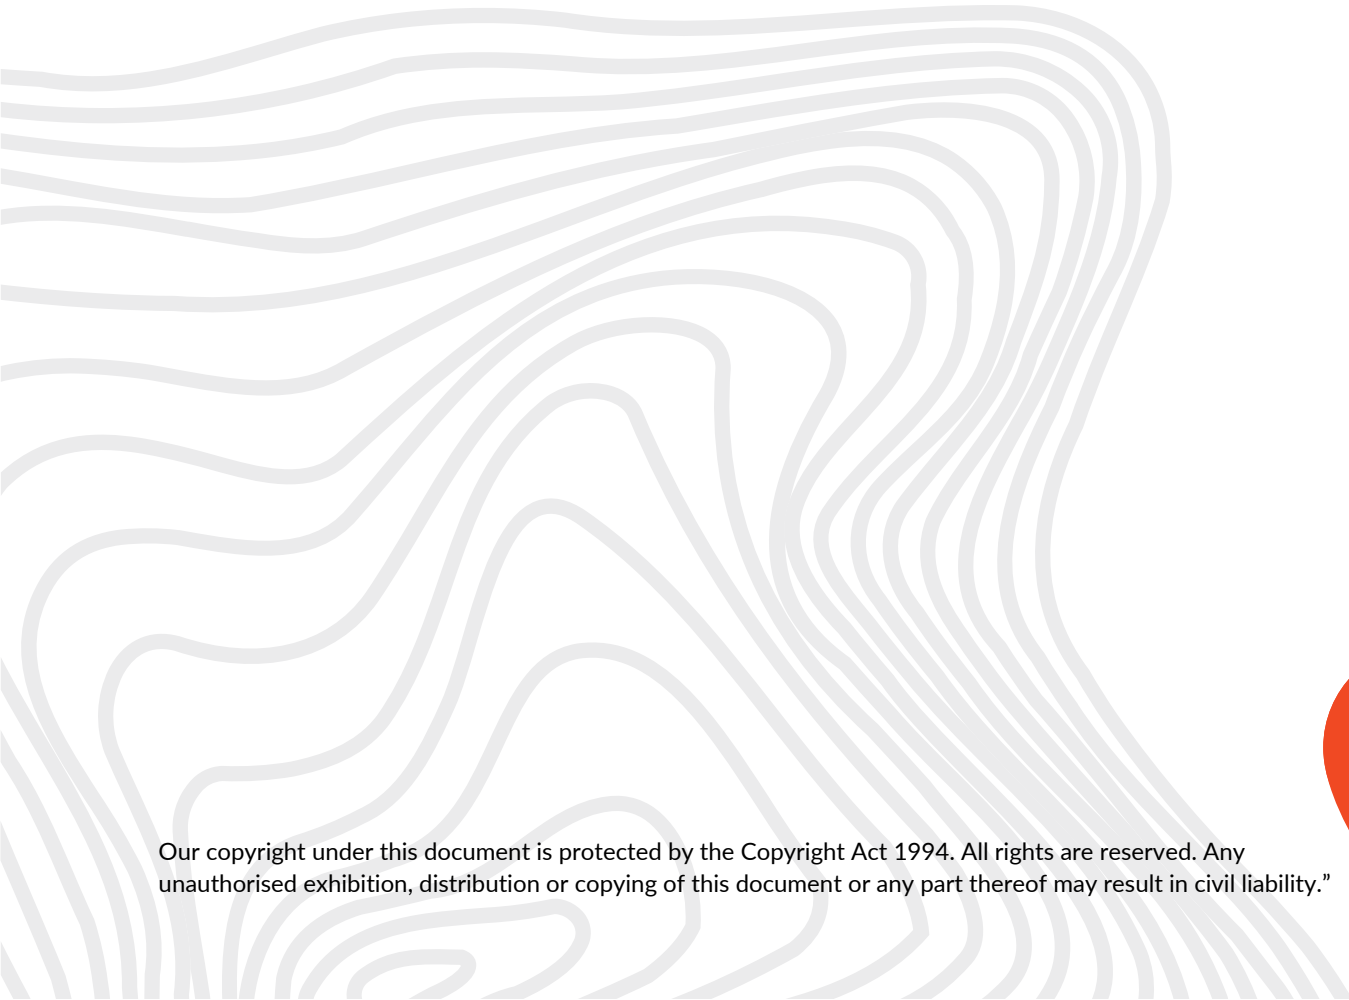 Our copyright under this document is protected by the Copyright Act 1994. All rights are reserved. Any
unauthorised exhibition, distribution or copying of this document or any part thereof may result in civil liability.”